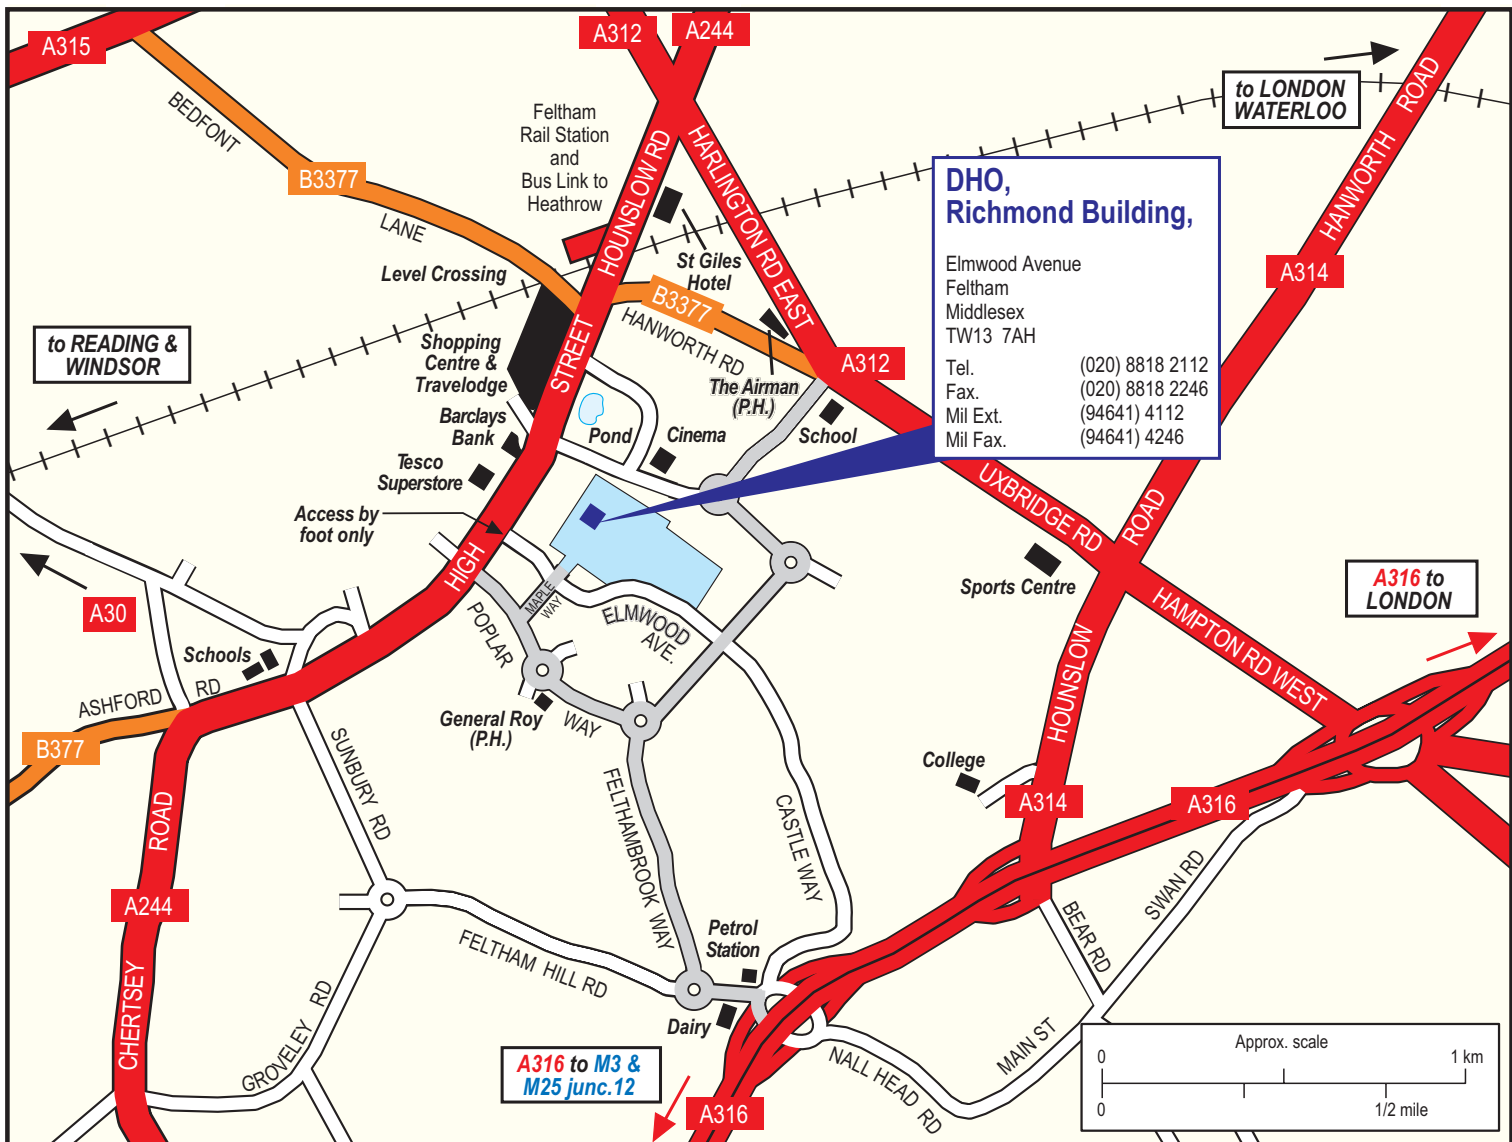 A315
A312
A244
BEDFONT
LANE
B3377
Feltham
Rail Station
and
Bus Link to
Heathrow
HOUNSLOW RD
HARLINGTON RD EAST
to LONDON
WATERLOO
HANWORTH ROAD
A314
DHO,
Richmond Building,
Elmwood Avenue
Feltham
Middlesex
TW13 7AH
Tel. (020) 8818 2112
Fax. (020) 8818 2246
Mil Ext. (94641) 4112
Mil Fax. (94641) 4246
Level Crossing
St Giles
Hotel
B3377
HANWORTH RD
to READING &
WINDSOR
Shopping
Centre &
Travelodge
STREET
The Airman
(P.H.)
A312
Barclays
Bank
Pond
Cinema
School
Tesco
Superstore
UXBRIDGE RD
ROAD
Access by
foot only
HIGH
Sports Centre
A316 to
LONDON
A30
MAPLE
WAY
POPLAR
WAY
ELMWOOD
AVE.
HAMPTON RD WEST
HOUNSLOW
Schools
ASHFORD RD
B377
General Roy
(P.H.)
SUNBURY RD
College
A314
A316
ROAD
FELTHAMBROOK WAY
CASTLE WAY
SWAN RD
A244
BEAR RD
Petrol
Station
FELTHAM HILL RD
CHERTSEY
GROVELEY RD
Dairy
NALL HEAD RD
MAIN ST
A316 to M3 &
M25 junc.12
A316
Approx. scale
0 1 km
0 1/2 mile